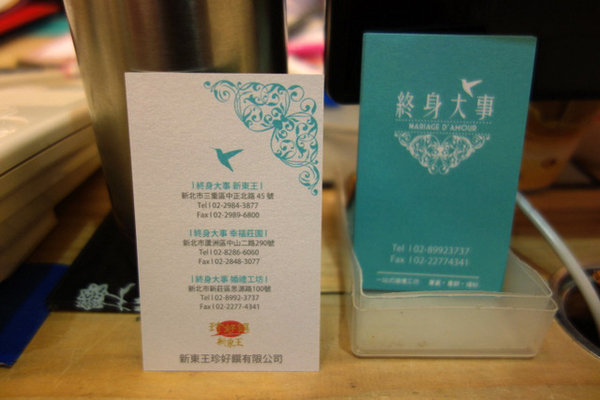 | 終身大事 新東王 |
新北市三重區中正北路 45 號
Tel | 02-2984-3877
Fax | 02-2989-6800
| 終身大事 幸福莊園 |
新北市蘆洲區中山二路290號
Tel | 02-8286-6060
Fax | 02-2848-3077
| 終身大事 婚禮工坊 |
新北市新莊區思源路100號
Tel | 02-8992-3737
Fax | 02-2277-4341
珍好
新東王
新東王珍好饌有限公司
終身大事
MARIAGE D'AMOUR
Tel | 02-89923737
Fax | 02-22774341